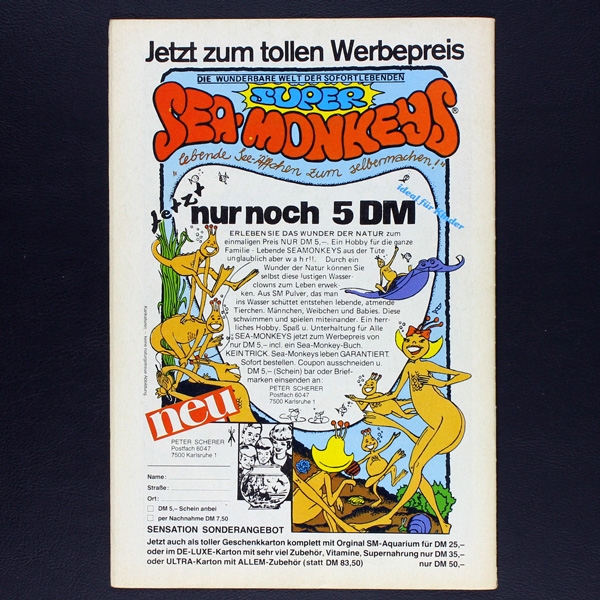 Jetzt zum tollen Werbepreis
DIE WUNDERBARE WELT DER SOFORTLEBENDEN
SUPER
SEA-MONKEYS®
"lebende See-Äffchen zum selbermachen!"
ideal für Kinder
Jetzt
nur noch 5 DM
ERLEBEN SIE DAS WUNDER DER NATUR zum
einmaligen Preis NUR DM 5,–. Ein Hobby für die ganze
Familie - Lebende SEAMONKEYS aus der Tüte
unglaublich aber w a h r!!. Durch ein
Wunder der Natur können Sie
selbst diese lustigen Wasser-
clowns zum Leben erwek-
ken. Aus SM Pulver, das man
ins Wasser schüttet entstehen lebende, atmende
Tierchen. Männchen, Weibchen und Babies. Diese
schwimmen und spielen miteinander. Ein herr-
liches Hobby. Spaß u. Unterhaltung für Alle
SEA-MONKEYS jetzt zum Werbepreis von
nur DM 5,– incl. ein Sea-Monkey-Buch.
KEIN TRICK. Sea-Monkeys leben GARANTIERT.
Sofort bestellen. Coupon ausschneiden u.
DM 5,– (Schein) bar oder Brief-
marken einsenden an:
PETER SCHERER
Postfach 6047
7500 Karlsruhe 1
neu
PETER SCHERER
Postfach 6047
7500 Karlsruhe 1
Name:
Straße:
Ort:
DM 5,– Schein anbei
per Nachnahme DM 7,50
SENSATION SONDERANGEBOT
Jetzt auch als toller Geschenkkarton komplett mit Orginal SM-Aquarium für DM 25,–
oder im DE-LUXE-Karton mit sehr viel Zubehör, Vitamine, Supernahrung nur DM 35,–
oder ULTRA-Karton mit ALLEM-Zubehör (statt DM 83,50) nur DM 50,–